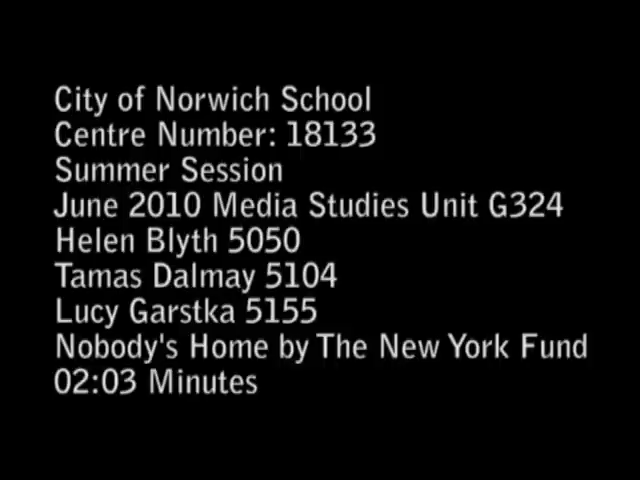 City of Norwich School
Centre Number: 18133
Summer Session
June 2010 Media Studies Unit G324
Helen Blyth 5050
Tamas Dalmay 5104
Lucy Garstka 5155
Nobody's Home by The New York Fund
02:03 Minutes